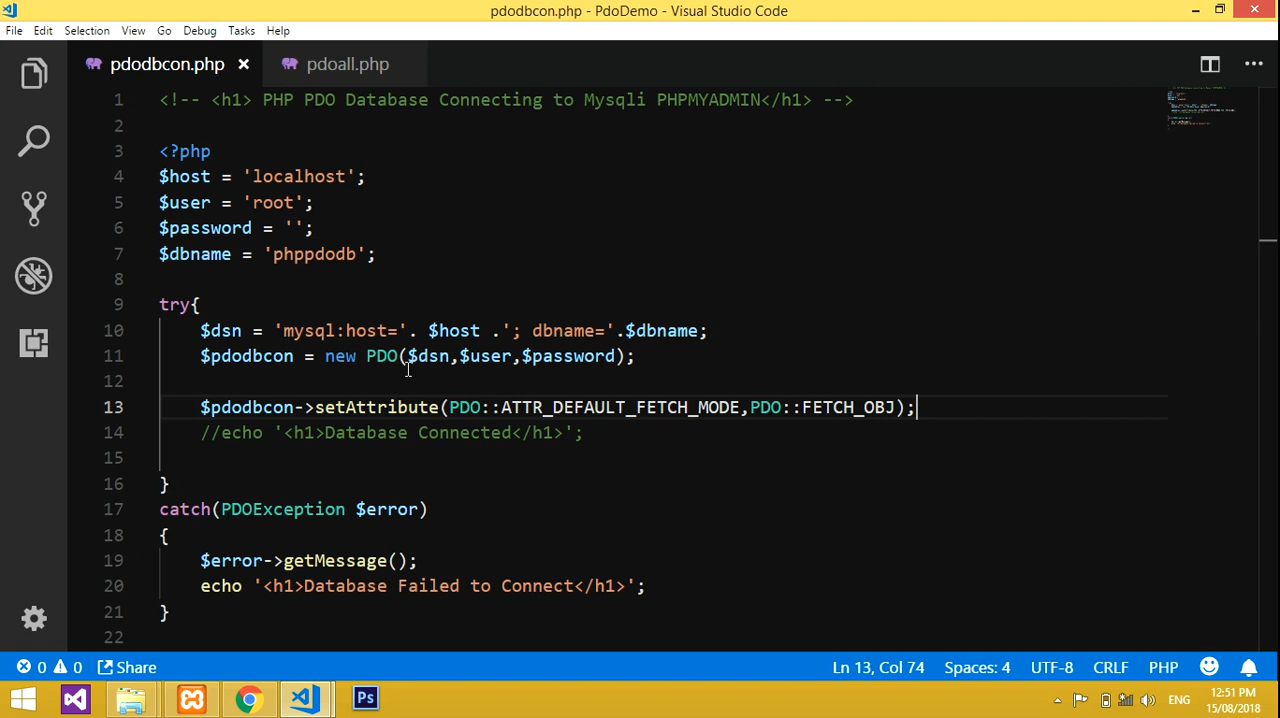 pdodbcon.php - PdoDemo - Visual Studio Code
File Edit Selection View Go Debug Tasks Help
pdodbcon.php pdoall.php
1 <!-- <h1> PHP PDO Database Connecting to Mysqli PHPMYADMIN</h1> -->
2
3 <?php
4 $host = 'localhost';
5 $user = 'root';
6 $password = '';
7 $dbname = 'phppdodb';
8
9 try{
10 $dsn = 'mysql:host='. $host .'; dbname='.$dbname;
11 $pdodbcon = new PDO($dsn,$user,$password);
12
13 $pdodbcon->setAttribute(PDO::ATTR_DEFAULT_FETCH_MODE,PDO::FETCH_OBJ);
14 //echo '<h1>Database Connected</h1>';
15
16 }
17 catch(PDOException $error)
18 {
19 $error->getMessage();
20 echo '<h1>Database Failed to Connect</h1>';
21 }
22
0 0 Share Ln 13, Col 74 Spaces: 4 UTF-8 CRLF PHP
Ps ENG 12:51 PM
15/08/2018